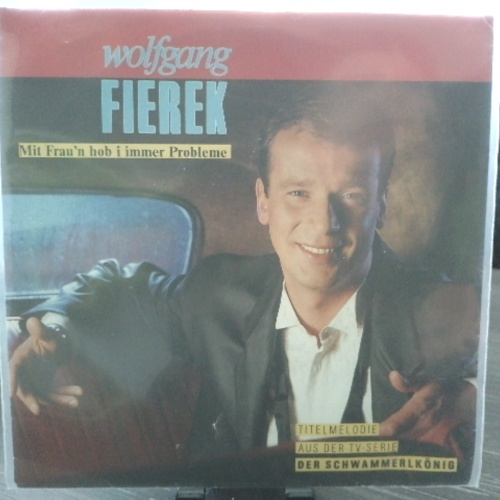 wolfgang
FIEREK
Mit Frau'n hob i immer Probleme
TITELMELODIE
AUS DER TV-SERIE
DER SCHWAMMERLKÖNIG